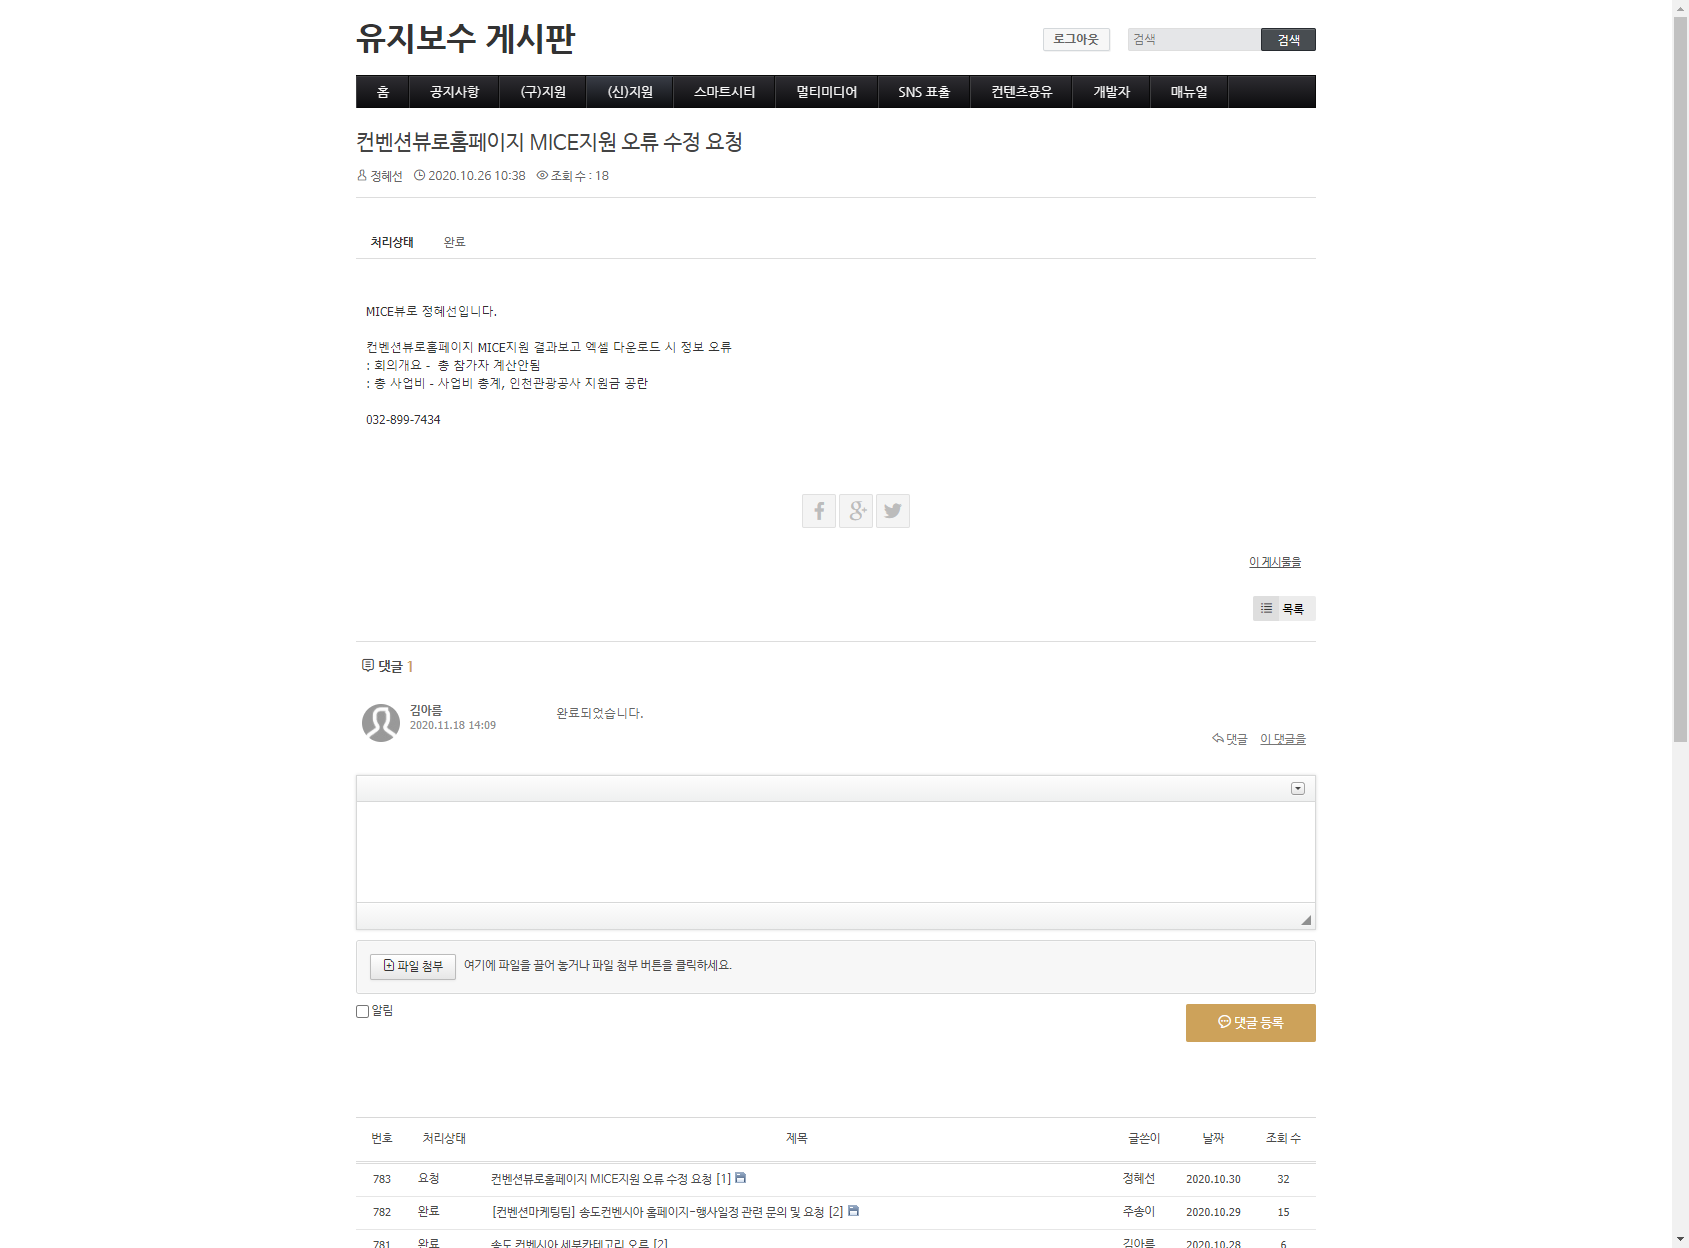 유지보수 게시판
로그아웃 검색 검색
홈 공지사항 (구)지원 (신)지원 스마트시티 멀티미디어 SNS 표출 컨텐츠공유 개발자 매뉴얼
컨벤션뷰로홈페이지 MICE지원 오류 수정 요청
정혜선 2020.10.26 10:38 조회 수 : 18
처리상태 완료
MICE뷰로 정혜선입니다.
컨벤션뷰로홈페이지 MICE지원 결과보고 엑셀 다운로드 시 정보 오류
: 회의개요 - 총 참가자 계산안됨
: 총 사업비 - 사업비 총계, 인천관광공사 지원금 공란
032-899-7434
이 게시물을
목록
댓글 1
김아름 완료되었습니다.
2020.11.18 14:09
댓글 이 댓글을
파일 첨부 여기에 파일을 끌어 놓거나 파일 첨부 버튼을 클릭하세요.
알림
댓글 등록
번호 처리상태 제목 글쓴이 날짜 조회 수
783 요청 컨벤션뷰로홈페이지 MICE지원 오류 수정 요청 [1] 정혜선 2020.10.30 32
782 완료 [컨벤션마케팅팀] 송도컨벤시아 홈페이지-행사일정 관련 문의 및 요청 [2] 주송이 2020.10.29 15
781 완료 송도 컨벤시아 세부카테고리 오류 [2] 김아름 2020.10.28 6